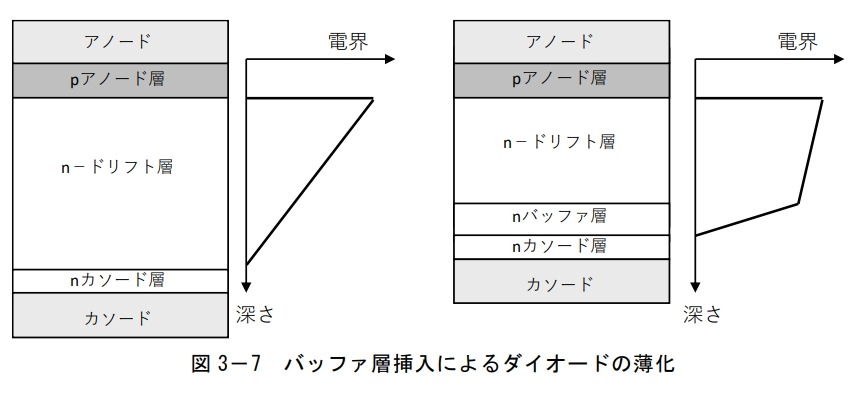 アノード
pアノード層
n－ドリフト層
nカソード層
カソード
電界
深さ
アノード
pアノード層
n－ドリフト層
nバッファ層
nカソード層
カソード
電界
深さ
図 3－7　バッファ層挿入によるダイオードの薄化